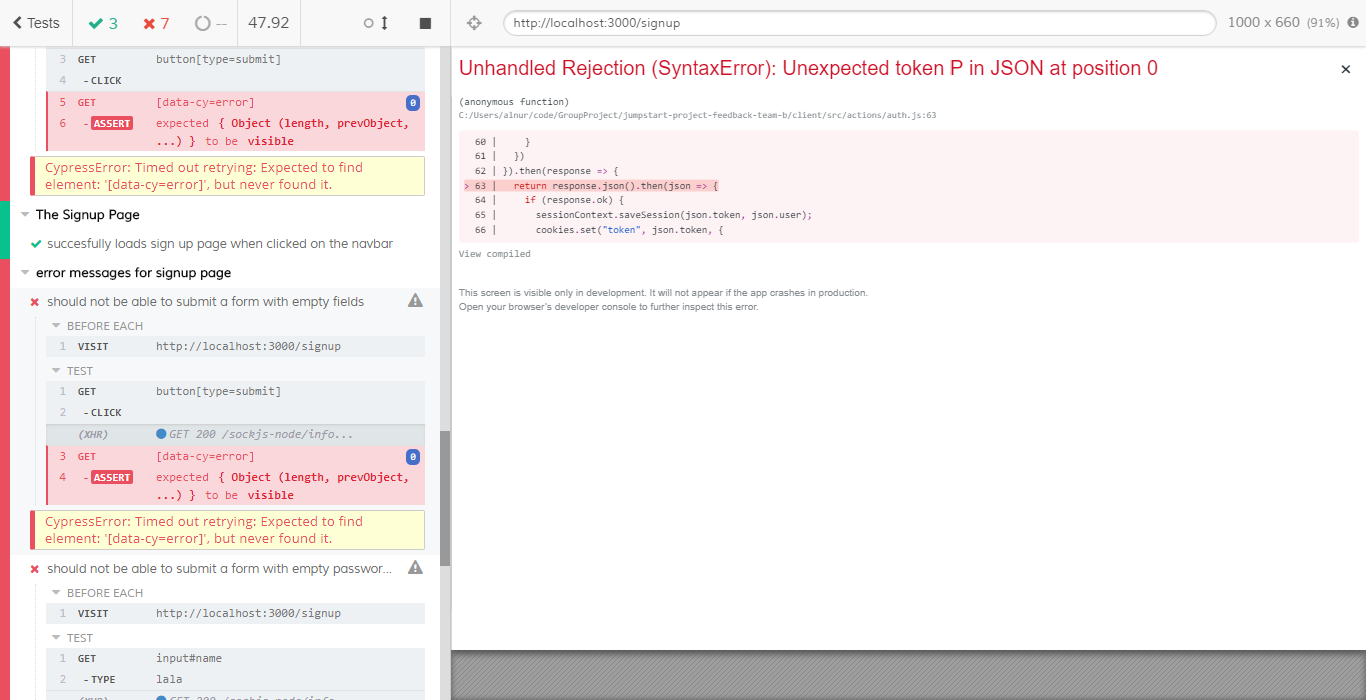 Tests
3
7
--
47.92
http://localhost:3000/signup
1000 x 660 (91%)
3 GET button[type=submit]
4 -CLICK
5 GET [data-cy=error] 0
6 -ASSERT expected { Object (length, prevObject,
...) } to be visible
CypressError: Timed out retrying: Expected to find
element: '[data-cy=error]', but never found it.
The Signup Page
succesfully loads sign up page when clicked on the navbar
error messages for signup page
should not be able to submit a form with empty fields
BEFORE EACH
1 VISIT http://localhost:3000/signup
TEST
1 GET button[type=submit]
2 -CLICK
(XHR) GET 200 /sockjs-node/info...
3 GET [data-cy=error] 0
4 -ASSERT expected { Object (length, prevObject,
...) } to be visible
CypressError: Timed out retrying: Expected to find
element: '[data-cy=error]', but never found it.
should not be able to submit a form with empty passwor...
BEFORE EACH
1 VISIT http://localhost:3000/signup
TEST
1 GET input#name
2 -TYPE lala
(XHR) GET 200 /sockjs-node/info...
Unhandled Rejection (SyntaxError): Unexpected token P in JSON at position 0
×
(anonymous function)
C:/Users/alnur/code/GroupProject/jumpstart-project-feedback-team-b/client/src/actions/auth.js:63
60 | }
61 | })
62 | }).then(response => {
> 63 | return response.json().then(json => {
64 | if (response.ok) {
65 | sessionContext.saveSession(json.token, json.user);
66 | cookies.set("token", json.token, {
View compiled
This screen is visible only in development. It will not appear if the app crashes in production.
Open your browser's developer console to further inspect this error.